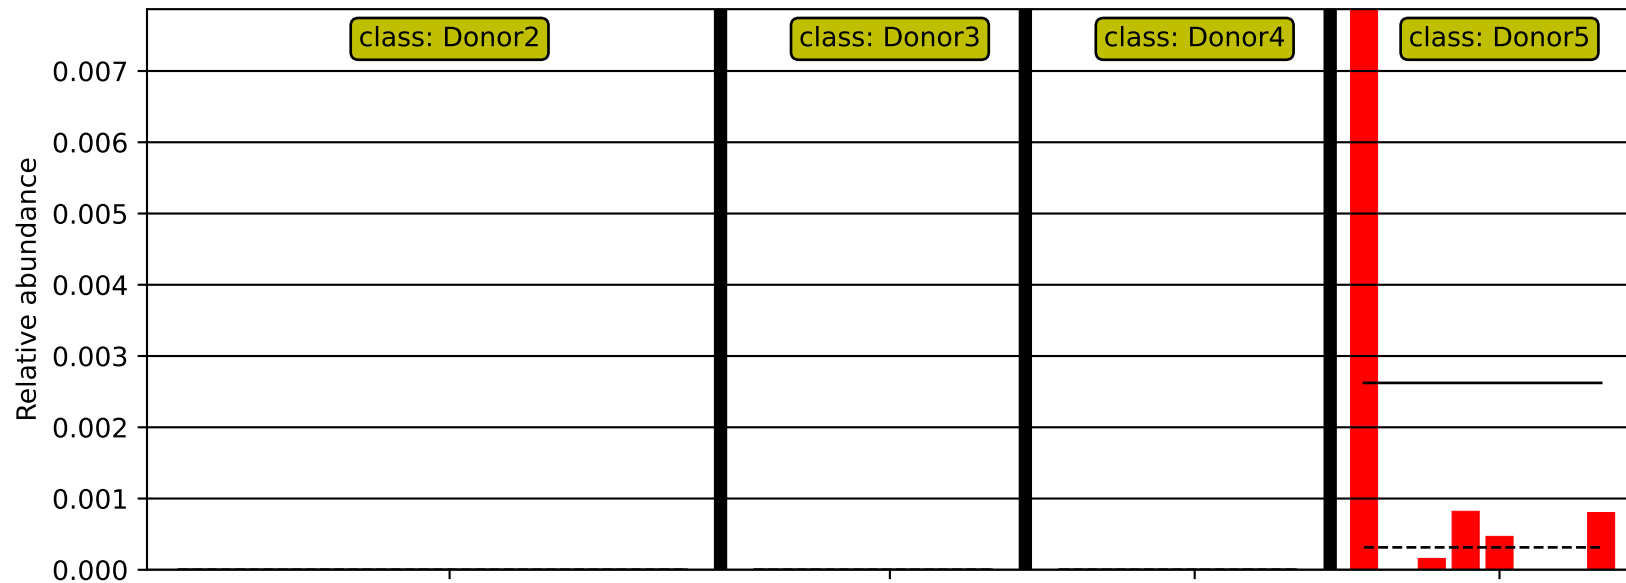 class: Donor2
class: Donor3
class: Donor4
class: Donor5
Relative abundance
0.007
0.006
0.005
0.004
0.003
0.002
0.001
0.000